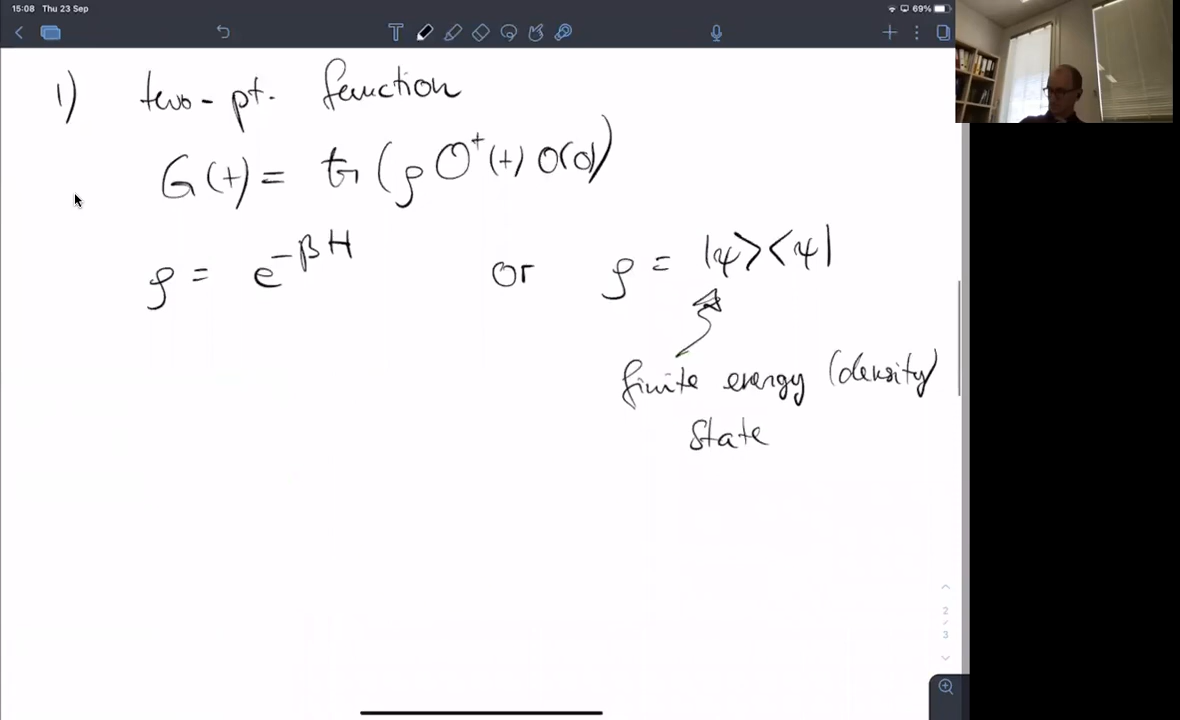 15:08 Thu 23 Sep 69%
1) two-pt. function
G(t) = tr(ρ O†(t) O(0))
ρ = e^{-βH} or ρ = |ψ><ψ|
finite energy (density)
state
2
/
3